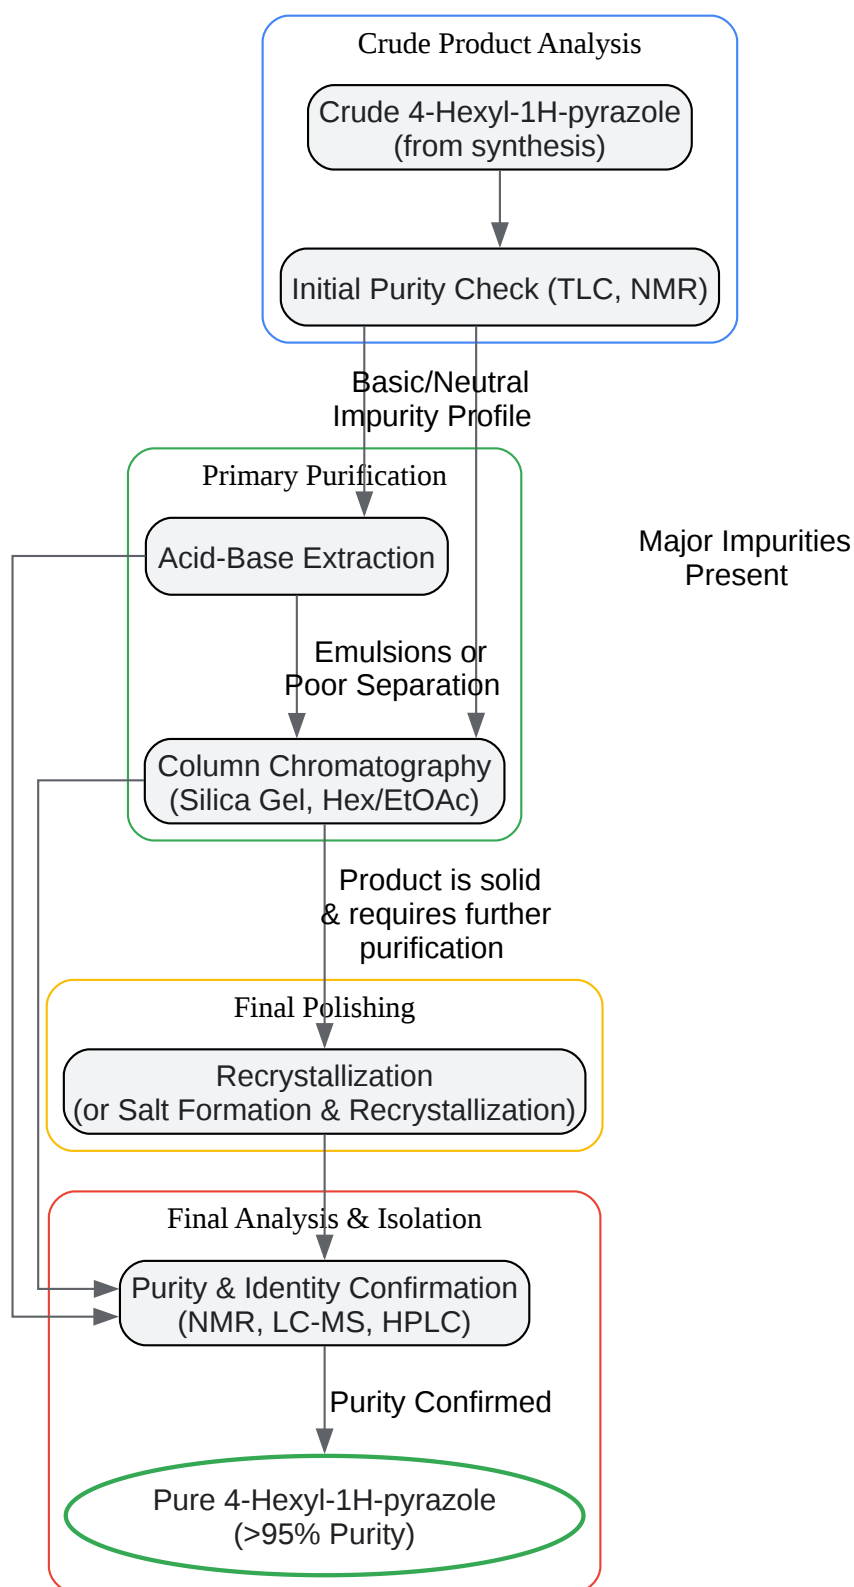 Crude Product Analysis
Crude 4-Hexyl-1H-pyrazole
(from synthesis)
Initial Purity Check (TLC, NMR)
Basic/Neutral
Impurity Profile
Primary Purification
Acid-Base Extraction
Major Impurities
Present
Emulsions or
Poor Separation
Column Chromatography
(Silica Gel, Hex/EtOAc)
Product is solid
& requires further
purification
Final Polishing
Recrystallization
(or Salt Formation & Recrystallization)
Final Analysis & Isolation
Purity & Identity Confirmation
(NMR, LC-MS, HPLC)
Purity Confirmed
Pure 4-Hexyl-1H-pyrazole
(>95% Purity)